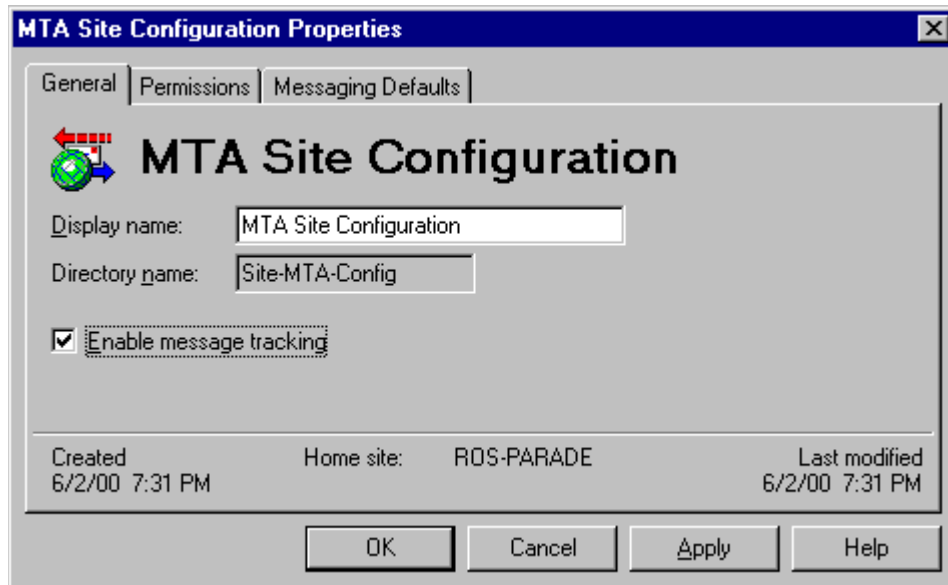 MTA Site Configuration Properties
General Permissions Messaging Defaults
MTA Site Configuration
Display name: MTA Site Configuration
Directory name: Site-MTA-Config
Enable message tracking
Created Home site: ROS-PARADE Last modified
6/2/00 7:31 PM 6/2/00 7:31 PM
OK Cancel Apply Help